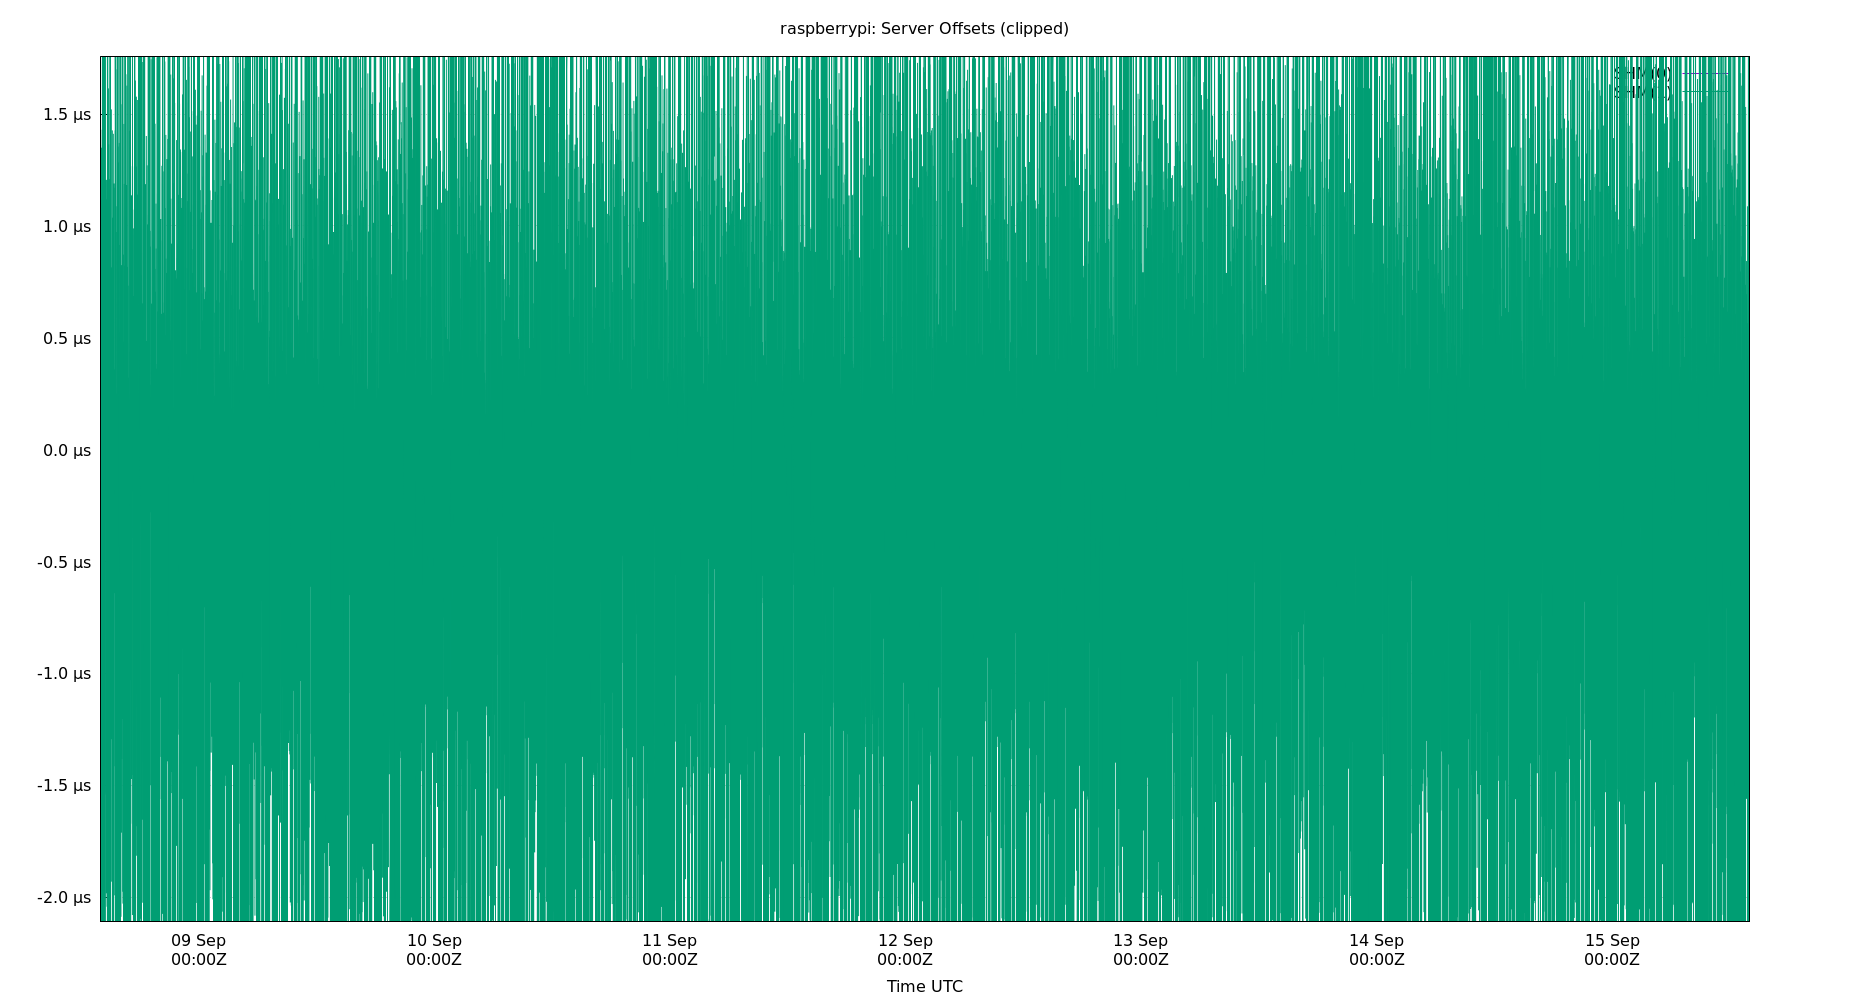 raspberrypi: Server Offsets (clipped)
SHM(0)
1.5 µs
1.0 µs
0.5 µs
0.0 µs
-0.5 µs
-1.0 µs
-1.5 µs
-2.0 µs
09 Sep 10 Sep 11 Sep 12 Sep 13 Sep 14 Sep 15 Sep
00:00Z 00:00Z 00:00Z 00:00Z 00:00Z 00:00Z 00:00Z
Time UTC